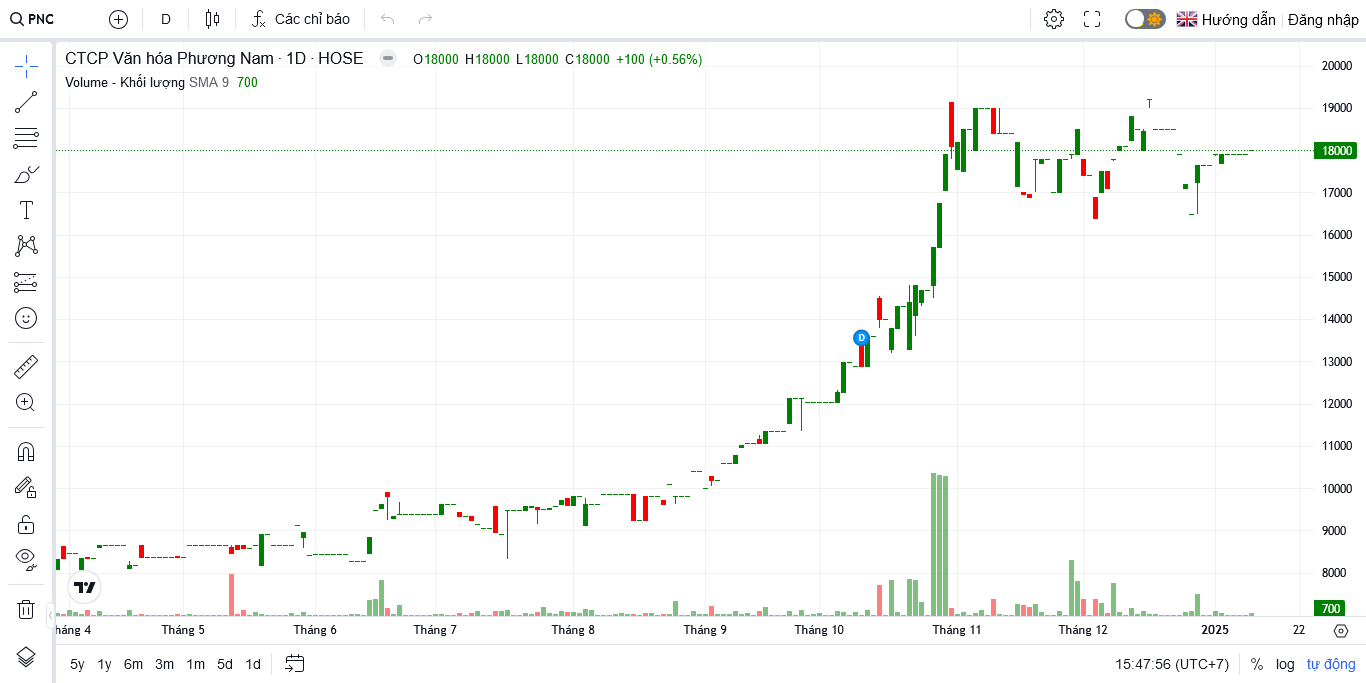 PNC D Các chỉ báo Hướng dẫn Đăng nhập
CTCP Văn hóa Phương Nam · 1D · HOSE O18000 H18000 L18000 C18000 +100 (+0.56%)
Volume - Khối lượng SMA 9 700
20000
19000
18000
17000
16000
15000
14000
13000
12000
11000
10000
9000
8000
700
D
háng 4 Tháng 5 Tháng 6 Tháng 7 Tháng 8 Tháng 9 Tháng 10 Tháng 11 Tháng 12 2025 22
5y 1y 6m 3m 1m 5d 1d 15:47:56 (UTC+7) % log tự động